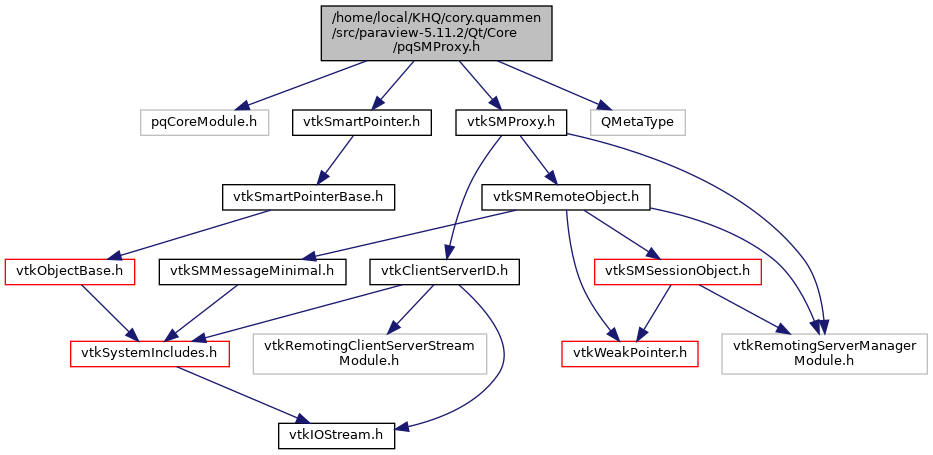 /home/local/KHQ/cory.quammen
/src/paraview-5.11.2/Qt/Core
/pqSMProxy.h
pqCoreModule.h
vtkSmartPointer.h
vtkSMProxy.h
QMetaType
vtkSmartPointerBase.h
vtkSMRemoteObject.h
vtkObjectBase.h
vtkSMMessageMinimal.h
vtkClientServerID.h
vtkSMSessionObject.h
vtkSystemIncludes.h
vtkRemotingClientServerStream
Module.h
vtkWeakPointer.h
vtkRemotingServerManager
Module.h
vtkIOStream.h